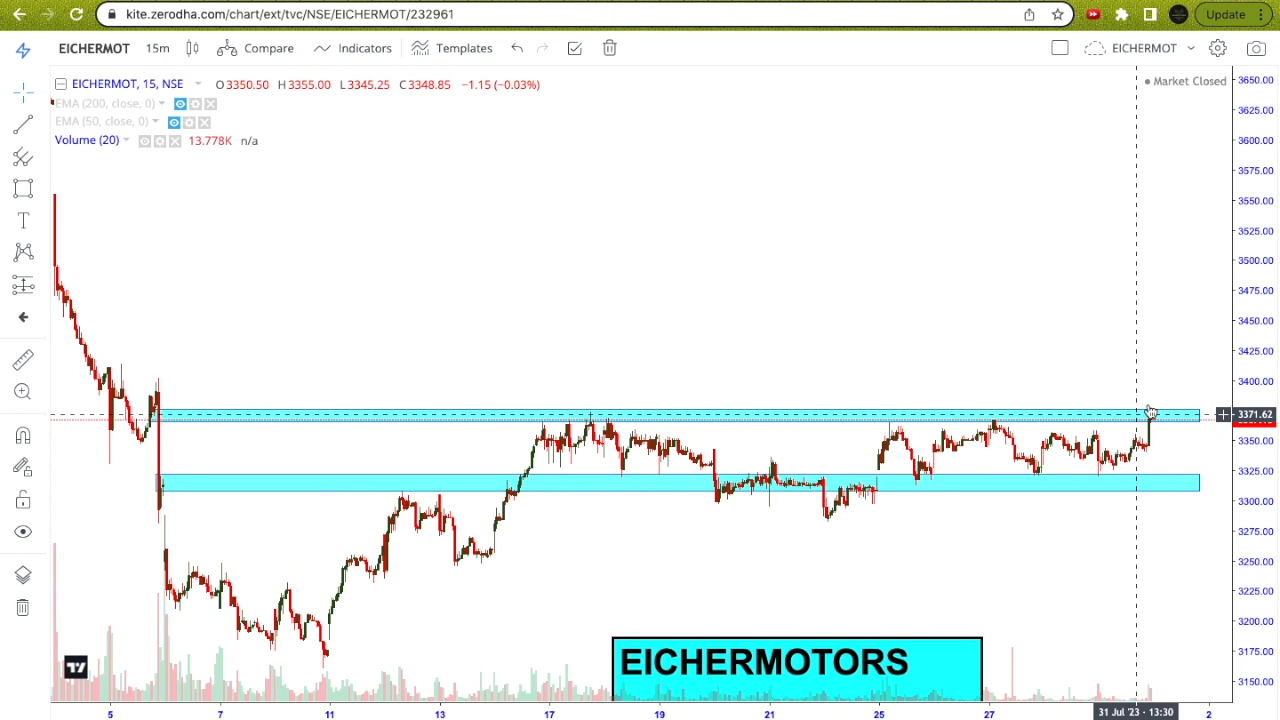 kite.zerodha.com/chart/ext/tvc/NSE/EICHERMOT/232961
Update
EICHERMOT 15m Compare Indicators Templates EICHERMOT
EICHERMOT, 15, NSE O3350.50 H3355.00 L3345.25 C3348.85 −1.15 (−0.03%)
Market Closed
EMA (200, close, 0)
EMA (50, close, 0)
Volume (20) 13.778K n/a
3650.00
3625.00
3600.00
3575.00
3550.00
3525.00
3500.00
3475.00
3450.00
3425.00
3400.00
3371.62
3350.00
3325.00
3300.00
3275.00
3250.00
3225.00
3200.00
3175.00
3150.00
EICHERMOTORS
5 7 11 13 17 19 21 25 27 31 Jul '23 - 13:30 2